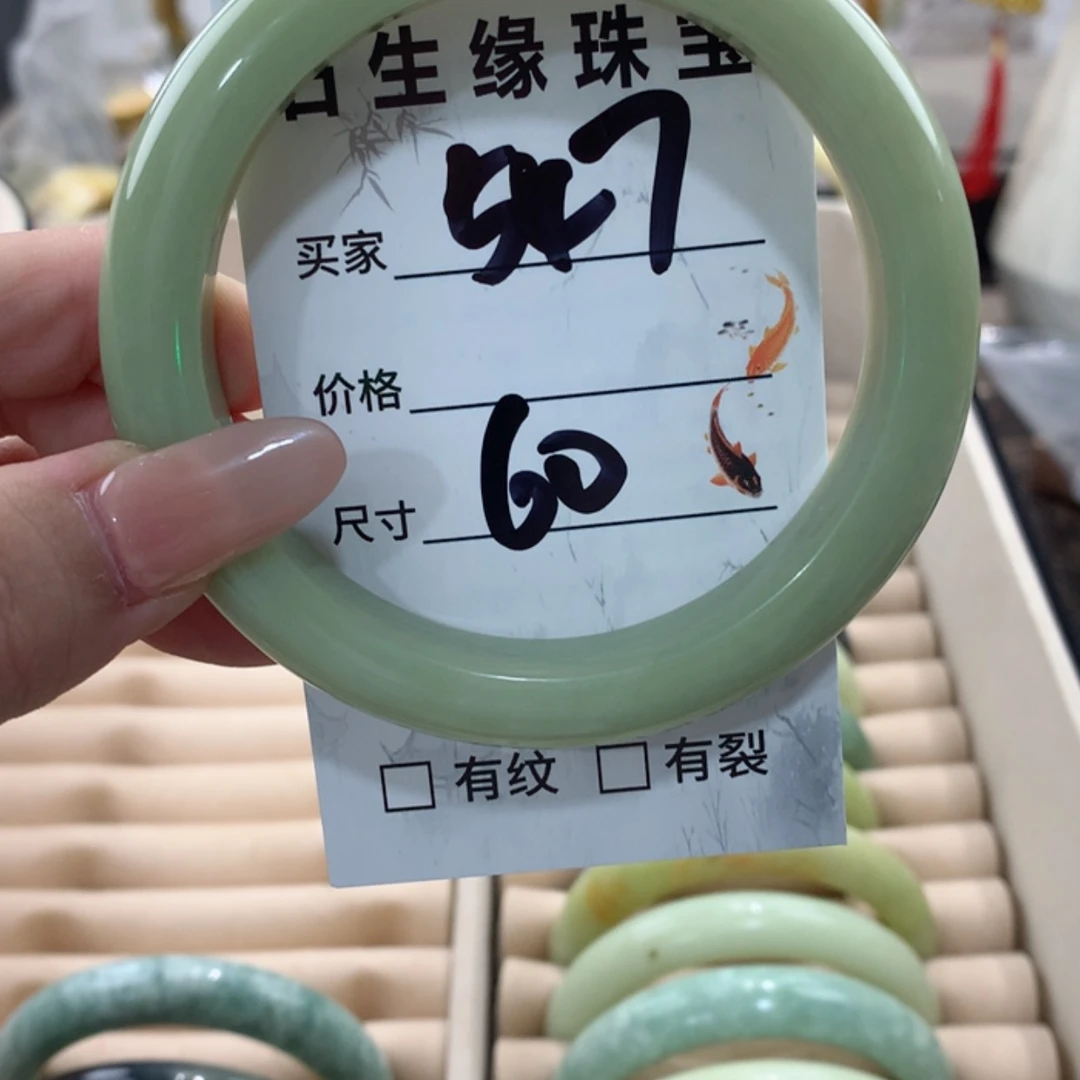 生缘珠宝
买家
价格
尺寸 60
□ 有纹 □ 有裂